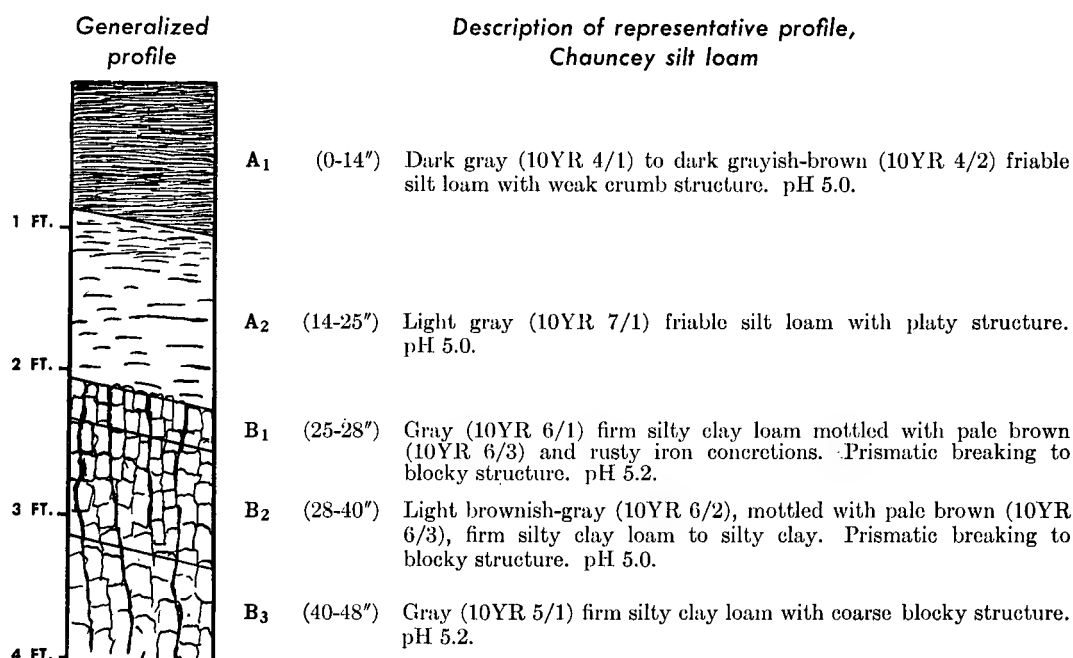 Generalized profile
Description of representative profile,
Chauncey silt loam
A1 (0-14") Dark gray (10YR 4/1) to dark grayish-brown (10YR 4/2) friable
silt loam with weak crumb structure. pH 5.0.
1 FT.
A2 (14-25") Light gray (10YR 7/1) friable silt loam with platy structure.
pH 5.0.
2 FT.
B1 (25-28") Gray (10YR 6/1) firm silty clay loam mottled with pale brown
(10YR 6/3) and rusty iron concretions. Prismatic breaking to
blocky structure. pH 5.2.
3 FT.
B2 (28-40") Light brownish-gray (10YR 6/2), mottled with pale brown (10YR
6/3), firm silty clay loam to silty clay. Prismatic breaking to
blocky structure. pH 5.0.
B3 (40-48") Gray (10YR 5/1) firm silty clay loam with coarse blocky structure.
pH 5.2.
4 FT.